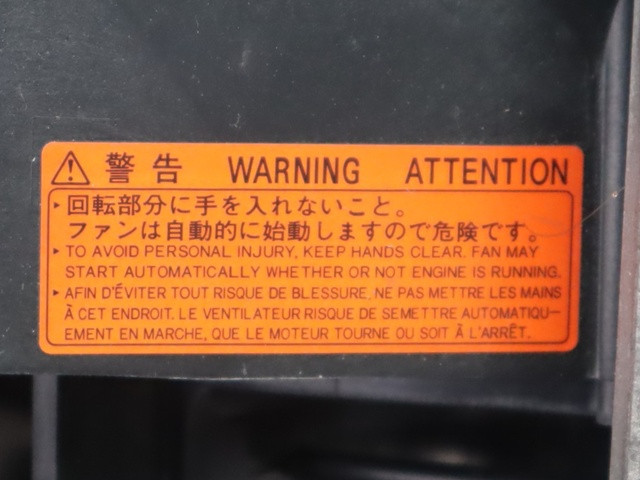 ⚠ 警告 WARNING ATTENTION
▸ 回転部分に手を入れないこと。
ファンは自動的に始動しますので危険です。
▸ TO AVOID PERSONAL INJURY, KEEP HANDS CLEAR. FAN MAY
START AUTOMATICALLY WHETHER OR NOT ENGINE IS RUNNING.
▸ AFIN D'ÉVITER TOUT RISQUE DE BLESSURE, NE PAS METTRE LES MAINS
À CET ENDROIT. LE VENTILATEUR RISQUE DE SEMETTRE AUTOMATIQU-
EMENT EN MARCHE, QUE LE MOTEUR TOURNE OU SOIT À L'ARRÊT.